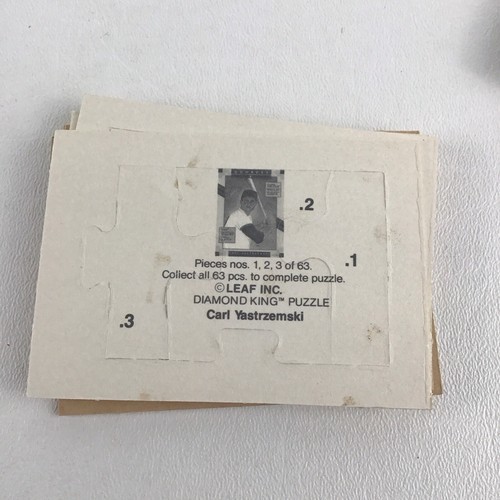 .2
Pieces nos. 1, 2, 3 of 63.
.1
Collect all 63 pcs. to complete puzzle.
©LEAF INC.
DIAMOND KING™ PUZZLE
Carl Yastrzemski
.3